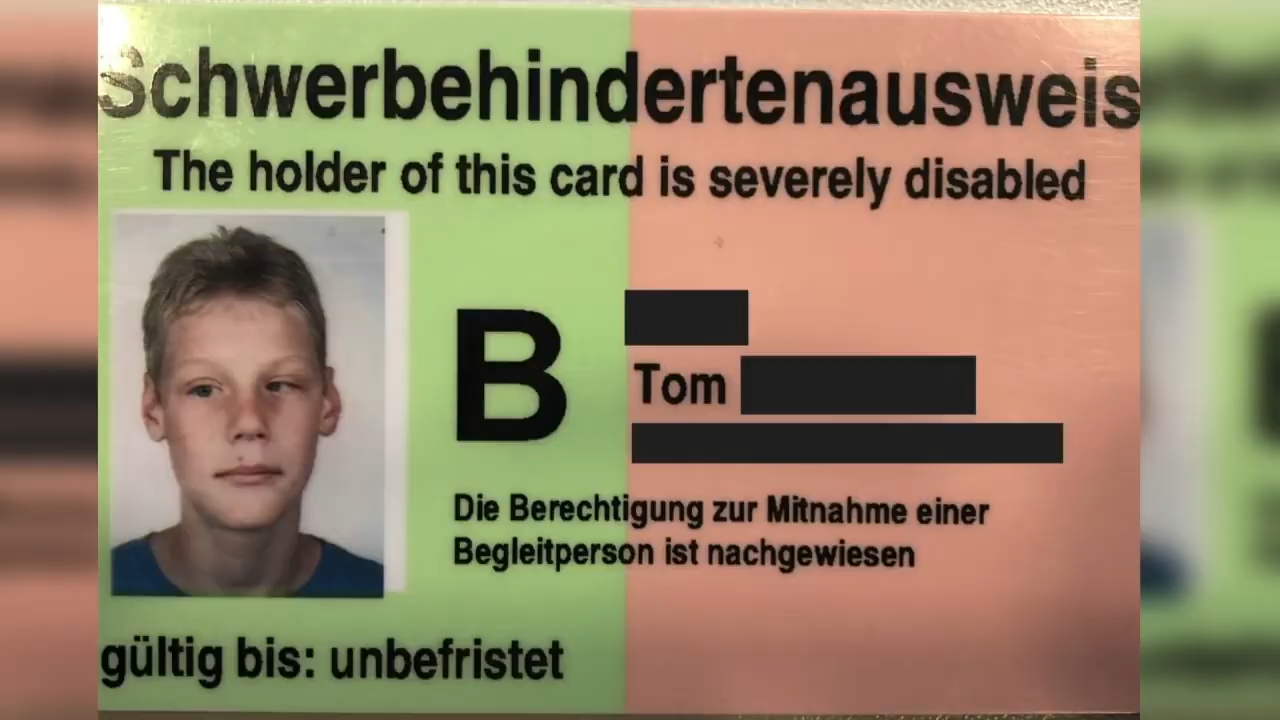 Schwerbehindertenausweis
The holder of this card is severely disabled
B
Tom
Die Berechtigung zur Mitnahme einer
Begleitperson ist nachgewiesen
gültig bis: unbefristet